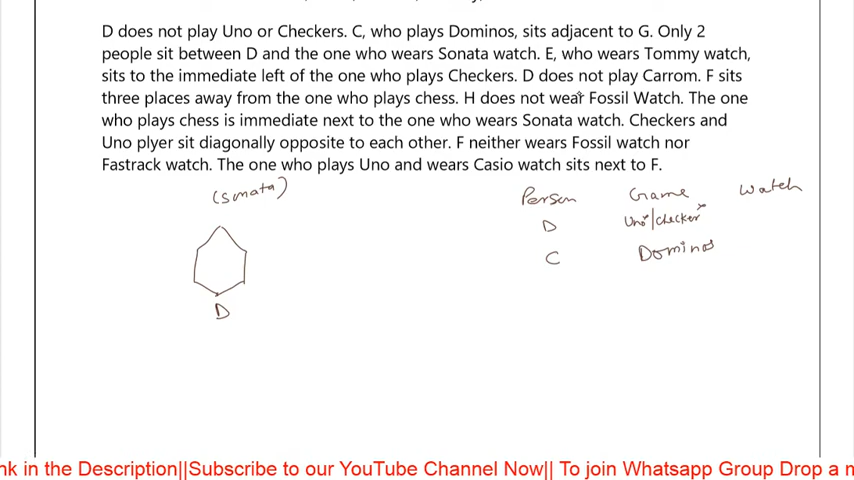 D does not play Uno or Checkers. C, who plays Dominos, sits adjacent to G. Only 2
people sit between D and the one who wears Sonata watch. E, who wears Tommy watch,
sits to the immediate left of the one who plays Checkers. D does not play Carrom. F sits
three places away from the one who plays chess. H does not wear Fossil Watch. The one
who plays chess is immediate next to the one who wears Sonata watch. Checkers and
Uno plyer sit diagonally opposite to each other. F neither wears Fossil watch nor
Fastrack watch. The one who plays Uno and wears Casio watch sits next to F.
(Sonata) Person Game Watch
D Uno/checker
C Dominos
D
nk in the Description||Subscribe to our YouTube Channel Now|| To join Whatsapp Group Drop a m